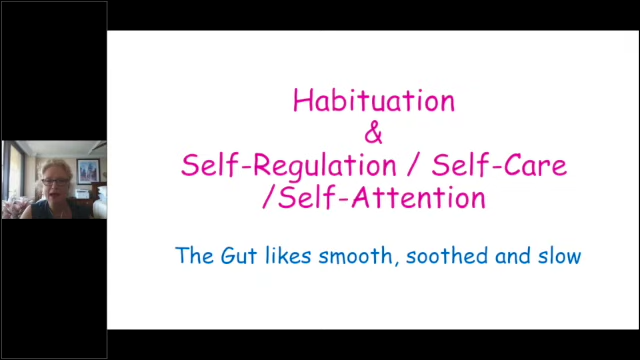 Habituation
&
Self-Regulation / Self-Care
/Self-Attention
The Gut likes smooth, soothed and slow